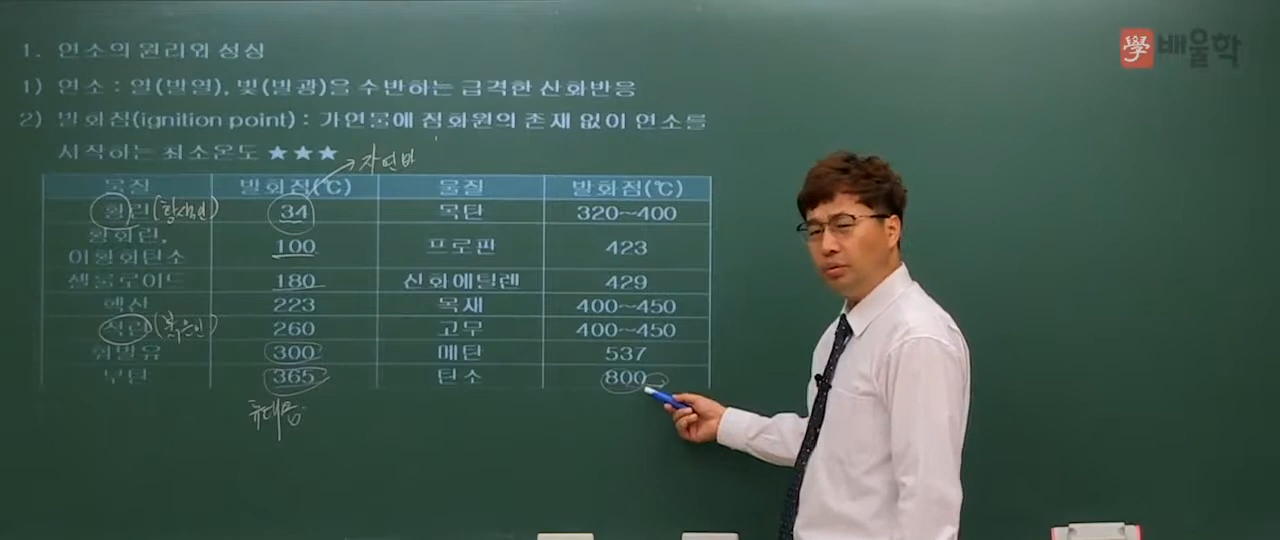 學 배울학
1. 연소의 원리와 성상
1) 연소 : 열(발열), 빛(발광)을 수반하는 급격한 산화반응
2) 발화점(ignition point) : 가연물에 점화원의 존재 없이 연소를
시작하는 최소온도 ★★★
자연발
물질 발화점(℃) 물질 발화점(℃)
황린 34 목탄 320~400
황화린, 100 프로판 423
이황화탄소
셀룰로이드 180 산화에틸렌 429
헥산 223 목재 400~450
적린 260 고무 400~450
휘발유 300 메탄 537
부탄 365 탄소 800
휴대용